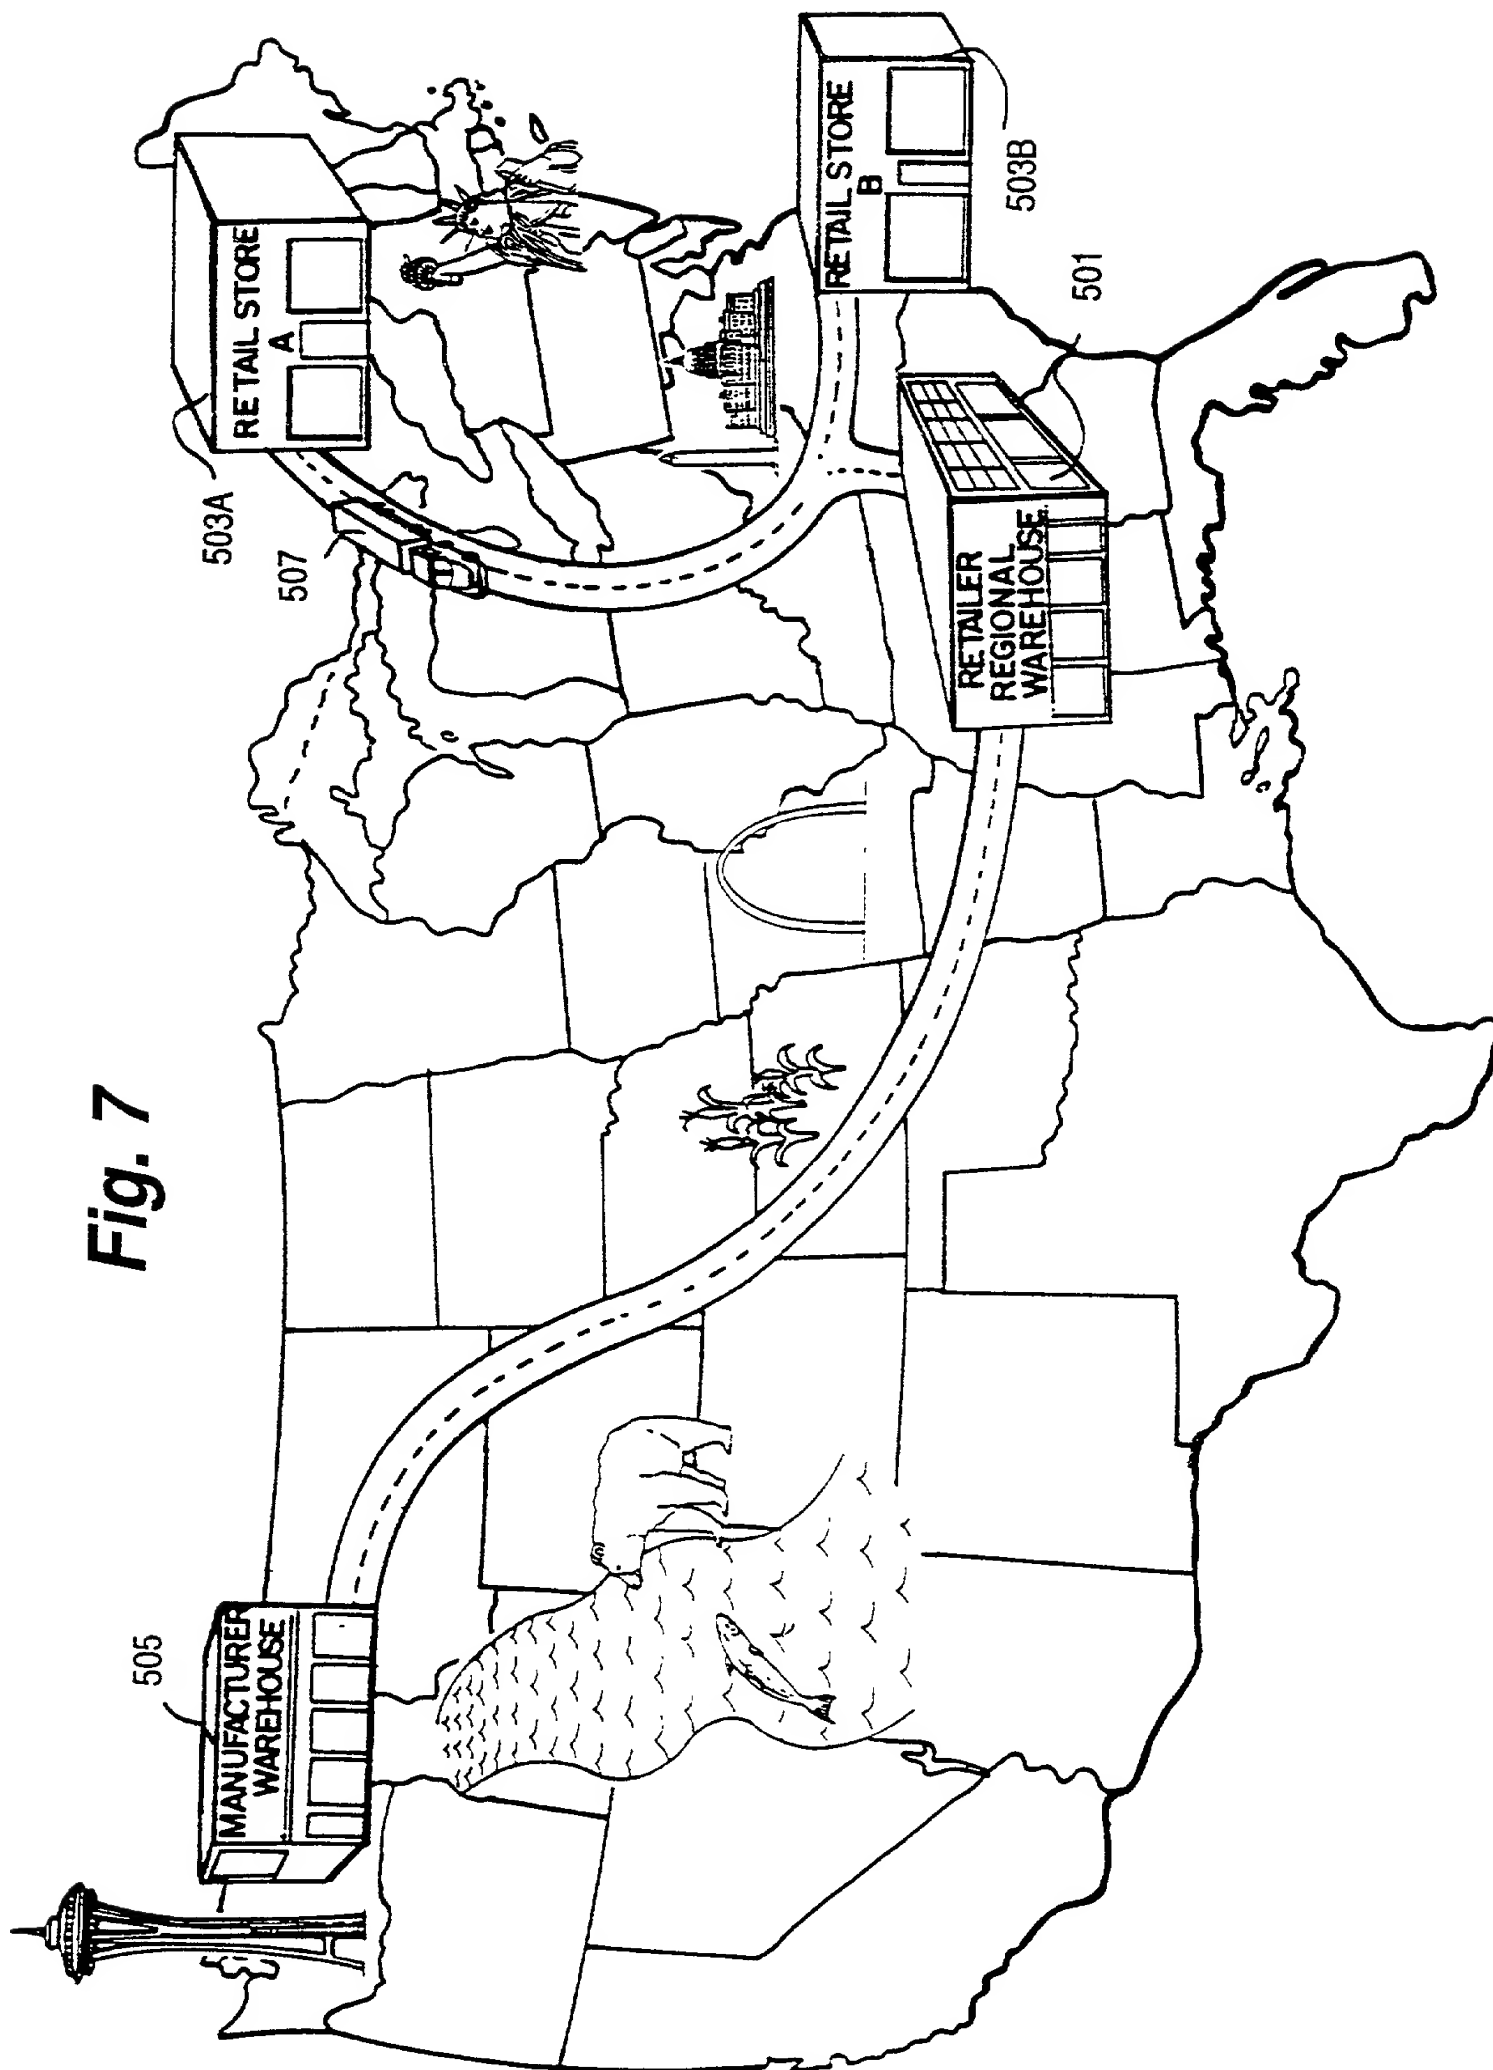 Fig. 7
505
MANUFACTURER
WAREHOUSE
503A
RETAIL STORE
A
507
RETAIL STORE
B
503B
501
RETAILER
REGIONAL
WAREHOUSE